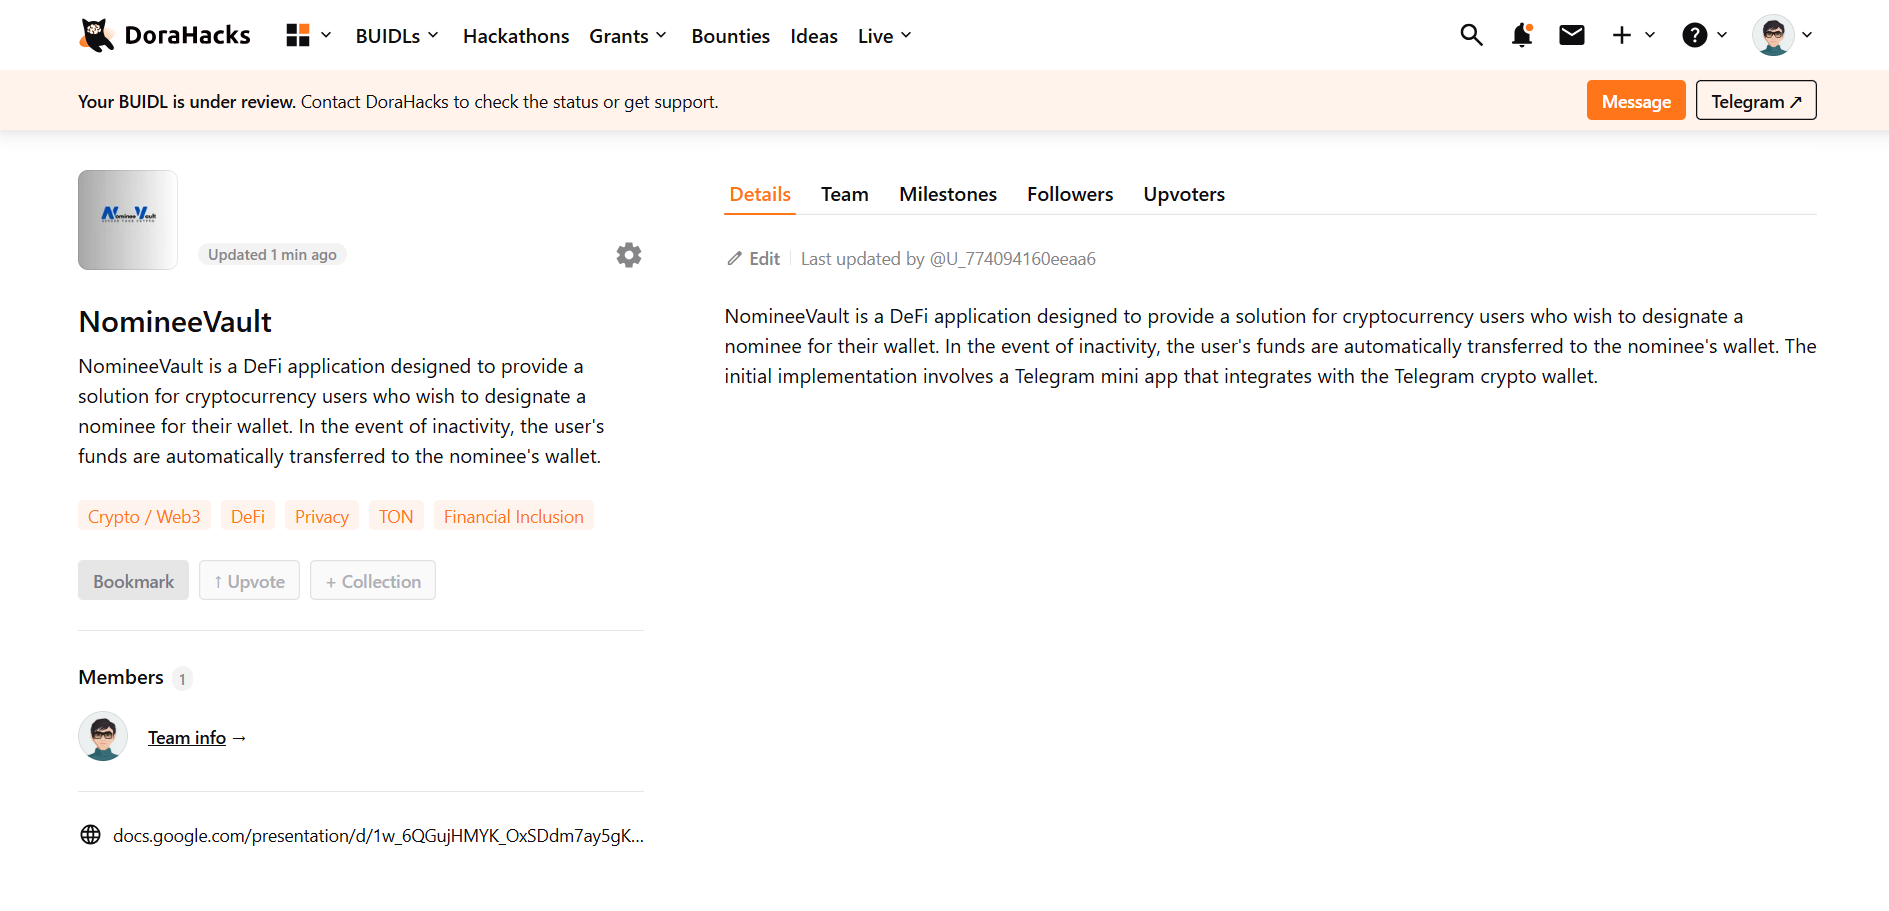 DoraHacks
BUIDLs
Hackathons
Grants
Bounties
Ideas
Live
Your BUIDL is under review. Contact DoraHacks to check the status or get support.
Message
Telegram ↗
NomineeVault
SECURE YOUR CRYPTO
Updated 1 min ago
NomineeVault
NomineeVault is a DeFi application designed to provide a
solution for cryptocurrency users who wish to designate a
nominee for their wallet. In the event of inactivity, the user's
funds are automatically transferred to the nominee's wallet.
Crypto / Web3
DeFi
Privacy
TON
Financial Inclusion
Bookmark
↑ Upvote
+ Collection
Members 1
Team info →
docs.google.com/presentation/d/1w_6QGujHMYK_OxSDdm7ay5gK...
Details
Team
Milestones
Followers
Upvoters
Edit
Last updated by @U_774094160eeaa6
NomineeVault is a DeFi application designed to provide a solution for cryptocurrency users who wish to designate a
nominee for their wallet. In the event of inactivity, the user's funds are automatically transferred to the nominee's wallet. The
initial implementation involves a Telegram mini app that integrates with the Telegram crypto wallet.